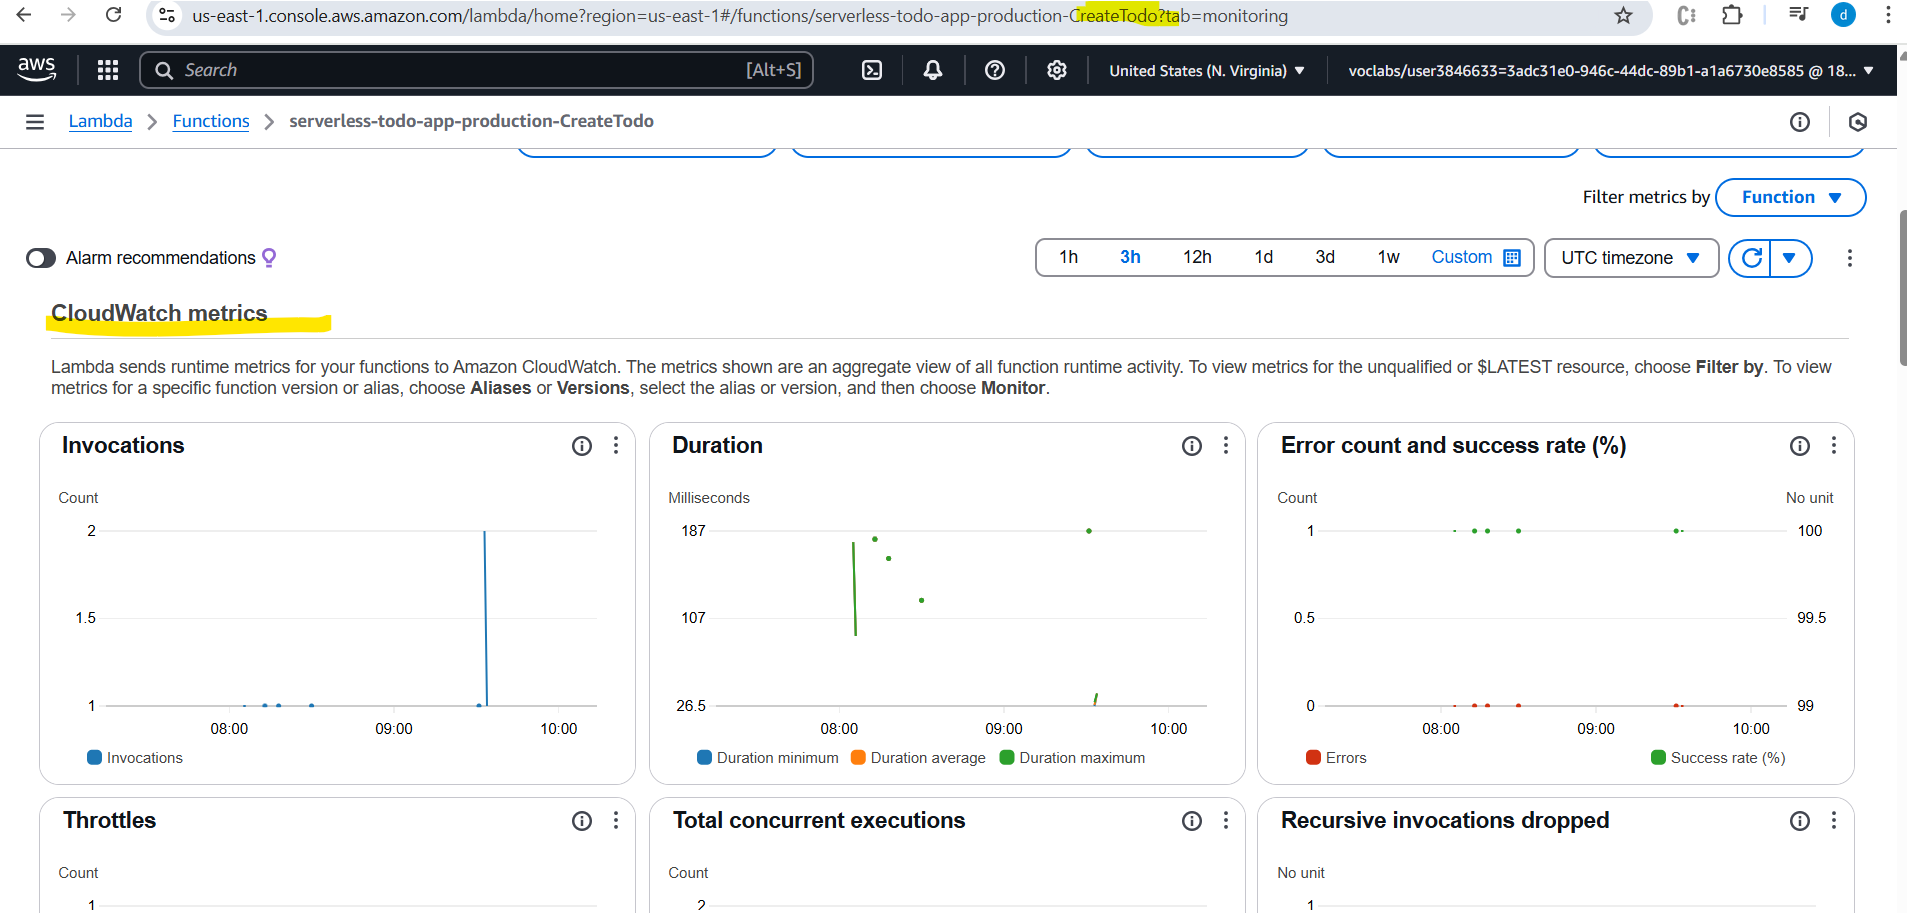 us-east-1.console.aws.amazon.com/lambda/home?region=us-east-1#/functions/serverless-todo-app-production-CreateTodo?tab=monitoring
d
aws
Search
[Alt+S]
United States (N. Virginia)
voclabs/user3846633=3adc31e0-946c-44dc-89b1-a1a6730e8585 @ 18...
Lambda
Functions
serverless-todo-app-production-CreateTodo
Filter metrics by
Function
Alarm recommendations
1h 3h 12h 1d 3d 1w Custom
UTC timezone
CloudWatch metrics
Lambda sends runtime metrics for your functions to Amazon CloudWatch. The metrics shown are an aggregate view of all function runtime activity. To view metrics for the unqualified or $LATEST resource, choose Filter by. To view
metrics for a specific function version or alias, choose Aliases or Versions, select the alias or version, and then choose Monitor.
Invocations
Count
2
1.5
1
08:00 09:00 10:00
Invocations
Duration
Milliseconds
187
107
26.5
08:00 09:00 10:00
Duration minimum Duration average Duration maximum
Error count and success rate (%)
Count No unit
1 100
0.5 99.5
0 99
08:00 09:00 10:00
Errors Success rate (%)
Throttles
Count
1
Total concurrent executions
Count
2
Recursive invocations dropped
No unit
1